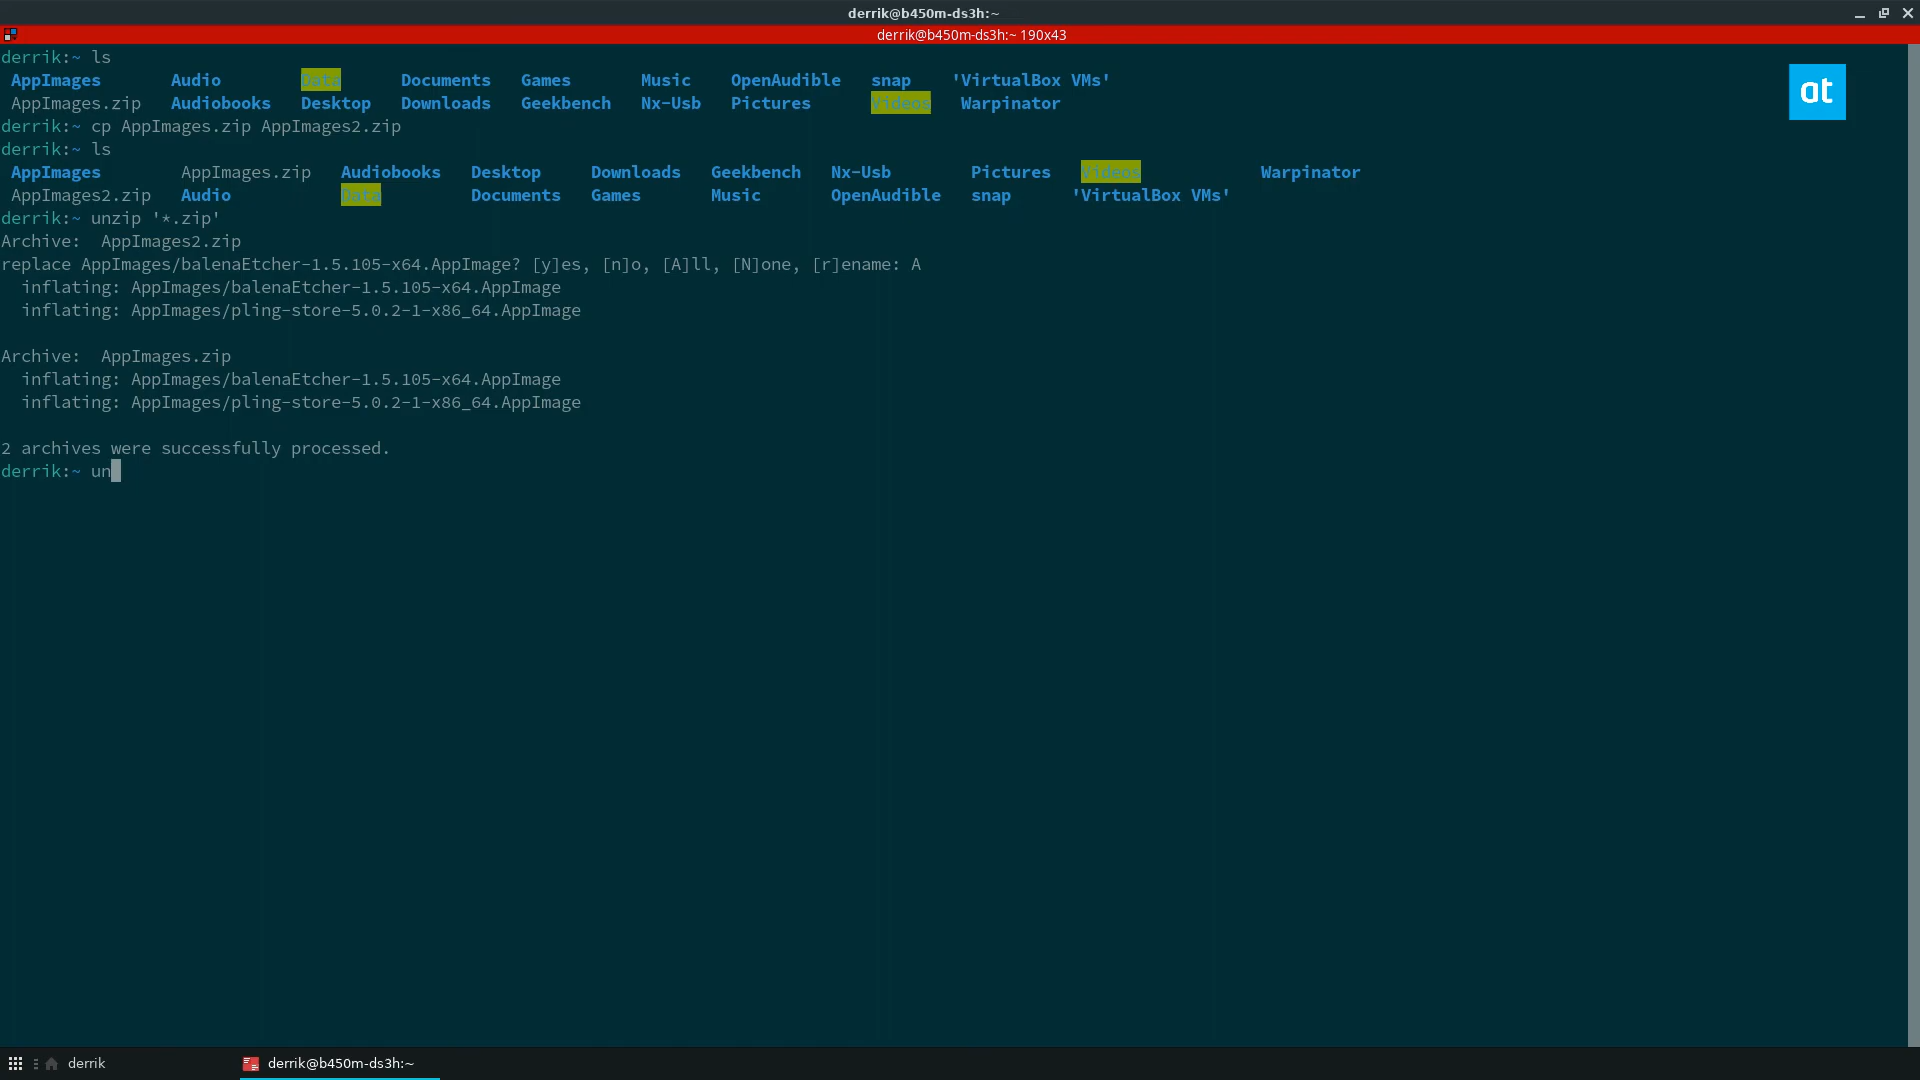 derrik@b450m-ds3h:~
derrik@b450m-ds3h:~ 190x43
derrik:~ ls
AppImages Audio Data Documents Games Music OpenAudible snap 'VirtualBox VMs'
AppImages.zip Audiobooks Desktop Downloads Geekbench Nx-Usb Pictures Videos Warpinator
derrik:~ cp AppImages.zip AppImages2.zip
derrik:~ ls
AppImages AppImages.zip Audiobooks Desktop Downloads Geekbench Nx-Usb Pictures Videos Warpinator
AppImages2.zip Audio Data Documents Games Music OpenAudible snap 'VirtualBox VMs'
derrik:~ unzip '*.zip'
Archive:  AppImages2.zip
replace AppImages/balenaEtcher-1.5.105-x64.AppImage? [y]es, [n]o, [A]ll, [N]one, [r]ename: A
inflating: AppImages/balenaEtcher-1.5.105-x64.AppImage
inflating: AppImages/pling-store-5.0.2-1-x86_64.AppImage
Archive:  AppImages.zip
inflating: AppImages/balenaEtcher-1.5.105-x64.AppImage
inflating: AppImages/pling-store-5.0.2-1-x86_64.AppImage
2 archives were successfully processed.
derrik:~ un
at
derrik
derrik@b450m-ds3h:~